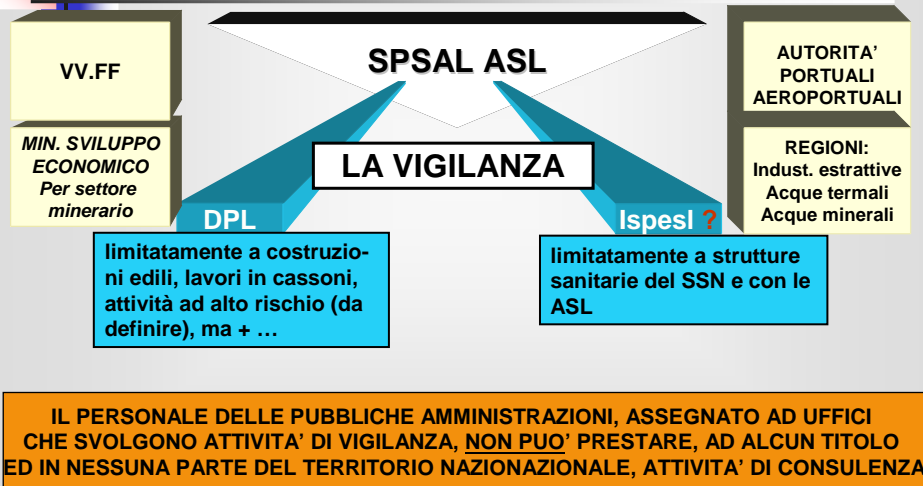 VV.FF
SPSAL ASL
AUTORITA’
PORTUALI
AEROPORTUALI
MIN. SVILUPPO
ECONOMICO
Per settore
minerario
LA VIGILANZA
REGIONI:
Indust. estrattive
Acque termali
Acque minerali
DPL
limitatamente a costruzio-
ni edili, lavori in cassoni,
attività ad alto rischio (da
definire), ma + …
Ispesl ?
limitatamente a strutture
sanitarie del SSN e con le
ASL
IL PERSONALE DELLE PUBBLICHE AMMINISTRAZIONI, ASSEGNATO AD UFFICI
CHE SVOLGONO ATTIVITA’ DI VIGILANZA, NON PUO’ PRESTARE, AD ALCUN TITOLO
ED IN NESSUNA PARTE DEL TERRITORIO NAZIONAZIONALE, ATTIVITA’ DI CONSULENZA